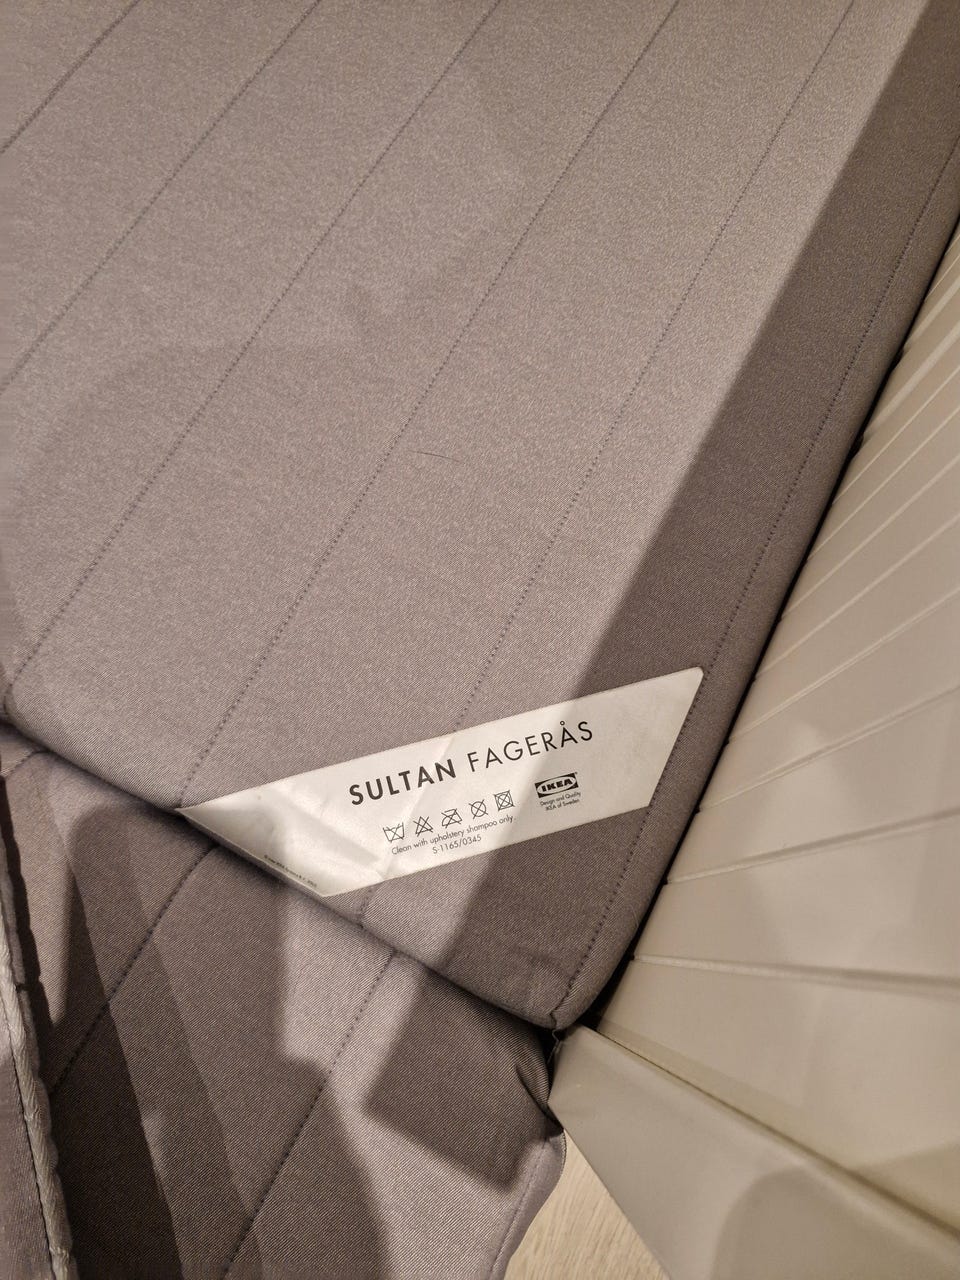 SULTAN FAGERÅS
IKEA
Design and Quality
IKEA of Sweden
Clean with upholstery shampoo only.
S-1165/0345